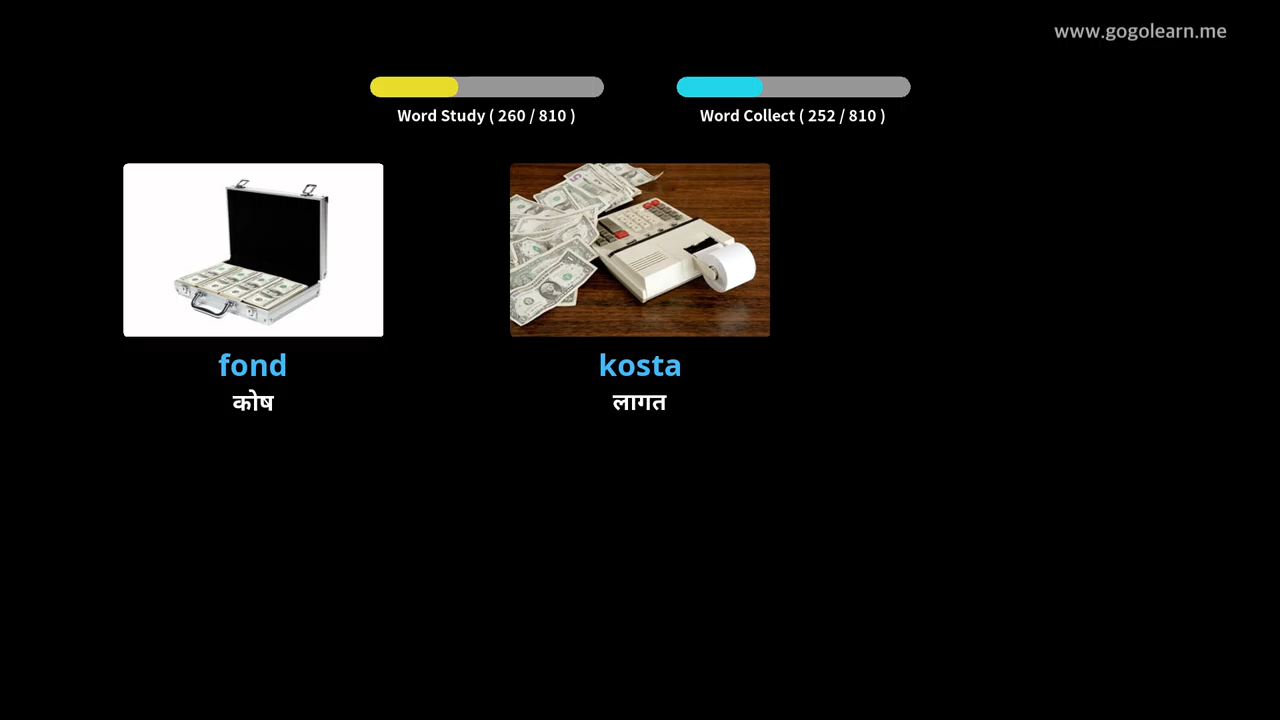 www.gogolearn.me
Word Study ( 260 / 810 )
Word Collect ( 252 / 810 )
fond
कोष
kosta
लागत